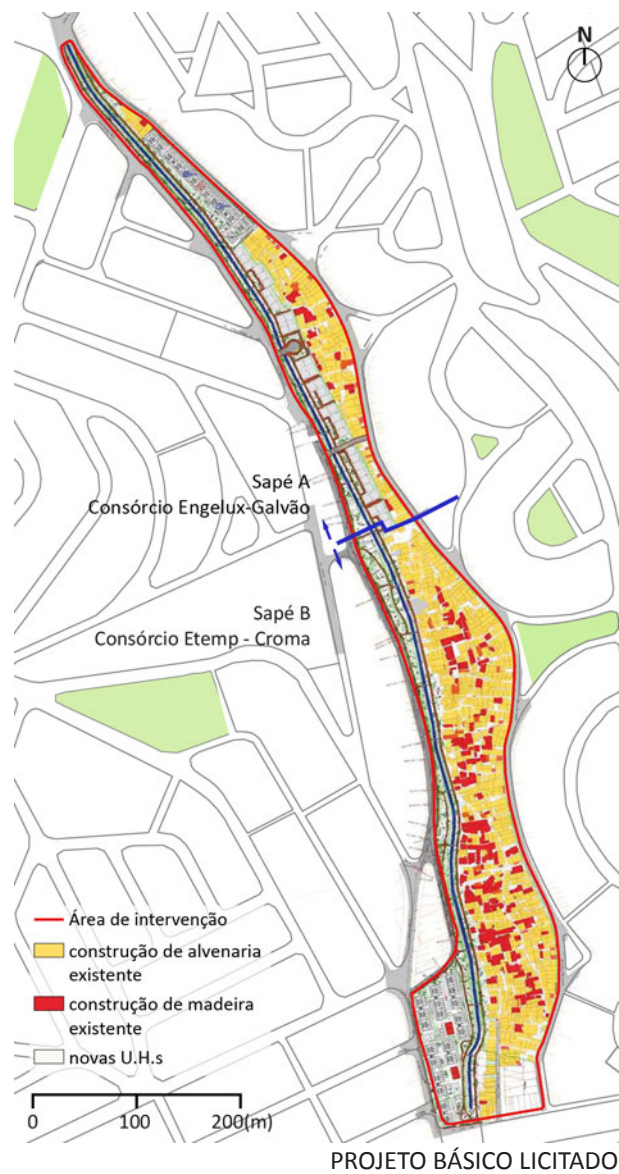 N
Sapé A
Consórcio Engelux-Galvão
Sapé B
Consórcio Etemp - Croma
Área de intervenção
construção de alvenaria
existente
construção de madeira
existente
novas U.H.s
0 100 200(m)
PROJETO BÁSICO LICITADO